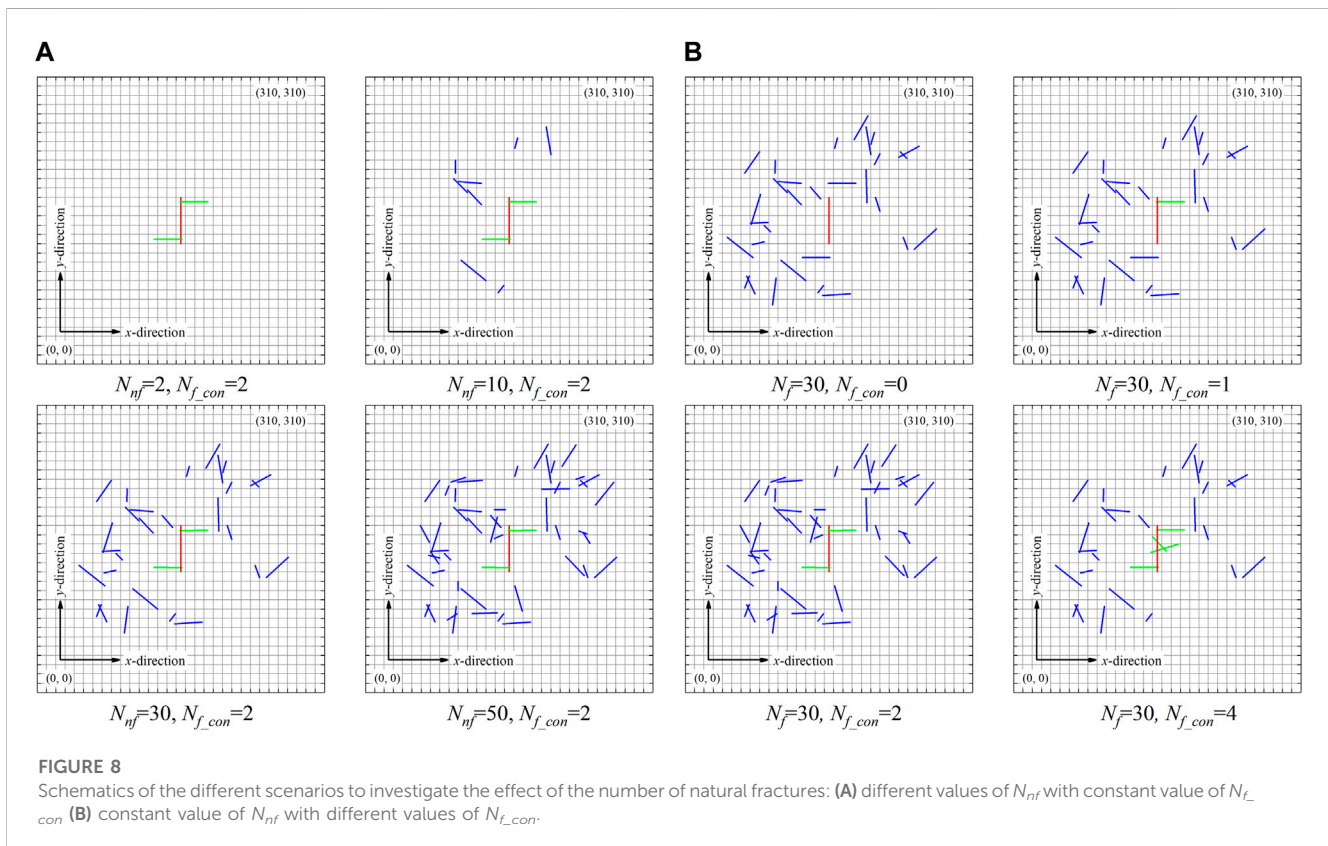 A
B
(310, 310)
y-direction
x-direction
(0, 0)
N_nf=2, N_f_con=2
(310, 310)
y-direction
x-direction
(0, 0)
N_nf=10, N_f_con=2
(310, 310)
y-direction
x-direction
(0, 0)
N_f=30, N_f_con=0
(310, 310)
y-direction
x-direction
(0, 0)
N_f=30, N_f_con=1
(310, 310)
y-direction
x-direction
(0, 0)
N_nf=30, N_f_con=2
(310, 310)
y-direction
x-direction
(0, 0)
N_nf=50, N_f_con=2
(310, 310)
y-direction
x-direction
(0, 0)
N_f=30, N_f_con=2
(310, 310)
y-direction
x-direction
(0, 0)
N_f=30, N_f_con=4
FIGURE 8
Schematics of the different scenarios to investigate the effect of the number of natural fractures: (A) different values of N_nf with constant value of N_f_
con (B) constant value of N_nf with different values of N_f_con.